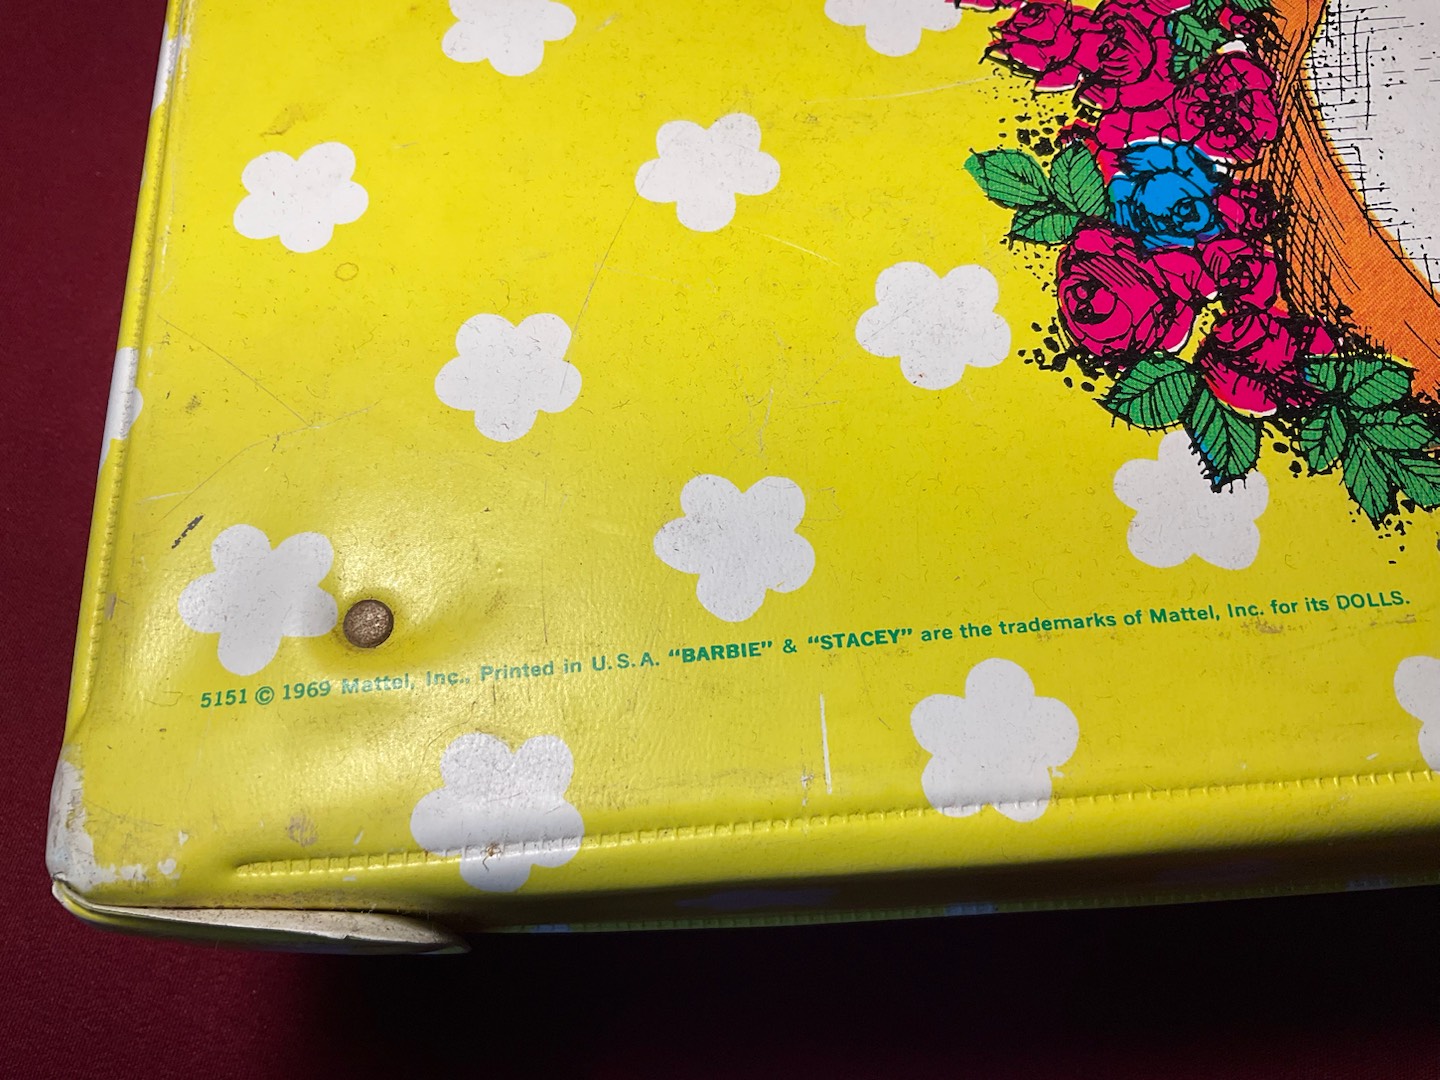 5151 © 1969 Mattel, Inc., Printed in U.S.A. “BARBIE” & “STACEY” are the trademarks of Mattel, Inc. for its DOLLS.